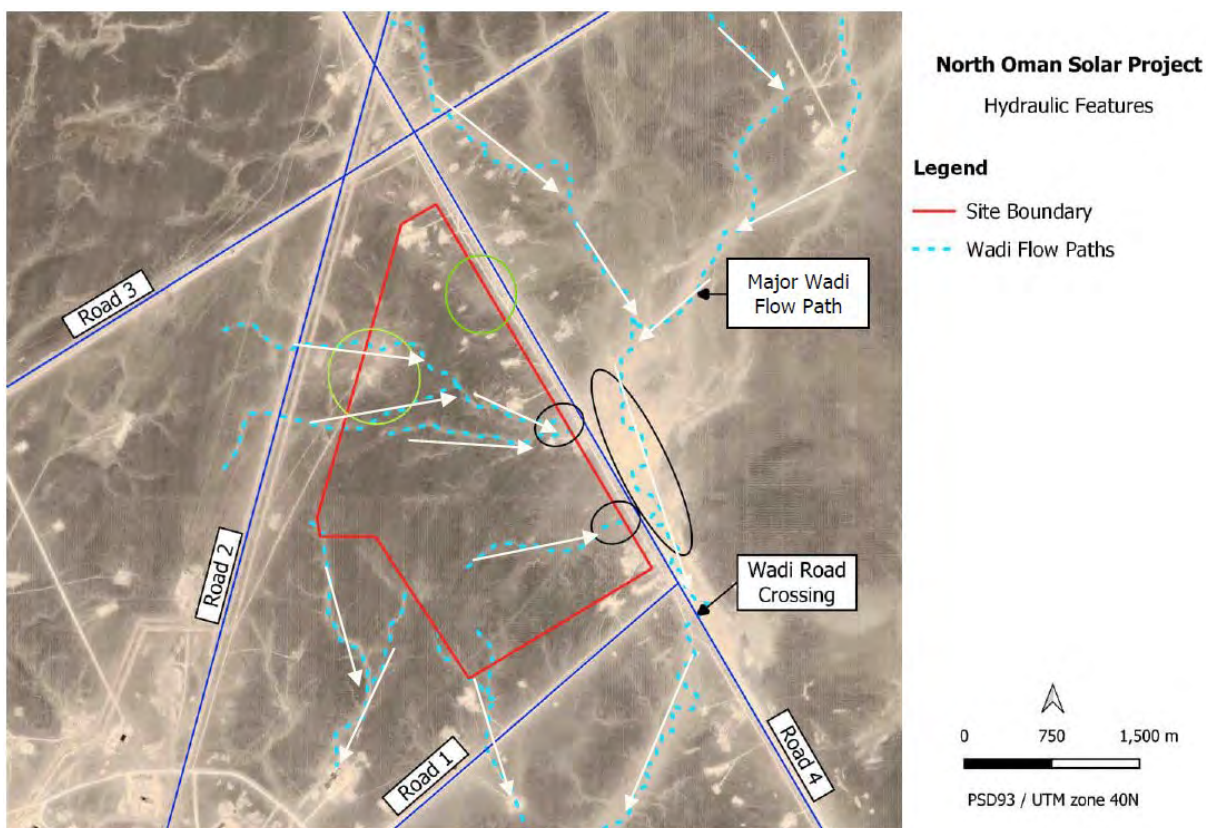 North Oman Solar Project
Hydraulic Features
Legend
Site Boundary
Wadi Flow Paths
Road 3
Major Wadi
Flow Path
Road 2
Wadi Road
Crossing
Road 1
Road 4
0 750 1,500 m
PSD93 / UTM zone 40N